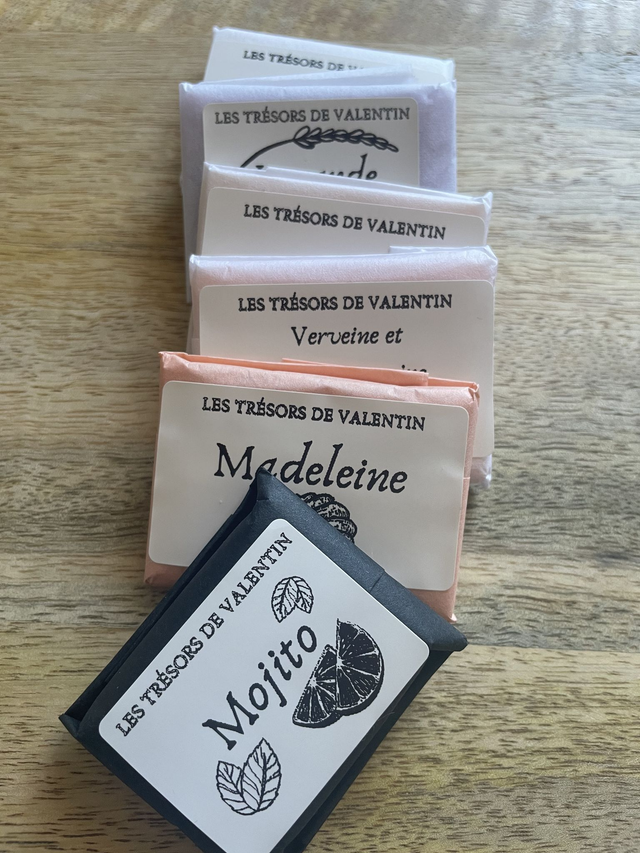 LES TRÉSORS DE
LES TRÉSORS DE VALENTIN
LES TRÉSORS DE VALENTIN
LES TRÉSORS DE VALENTIN
Verveine et
LES TRÉSORS DE VALENTIN
Madeleine
LES TRÉSORS DE VALENTIN
Mojito